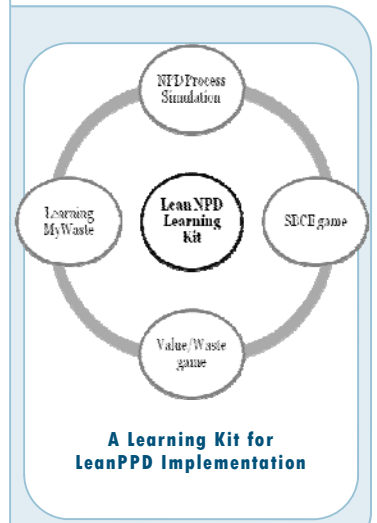 NPD Process
Simulation
Learning
MyWaste
Lean NPD
Learning
Kit
SBCE game
Value/Waste
game
A Learning Kit for
LeanPPD Implementation